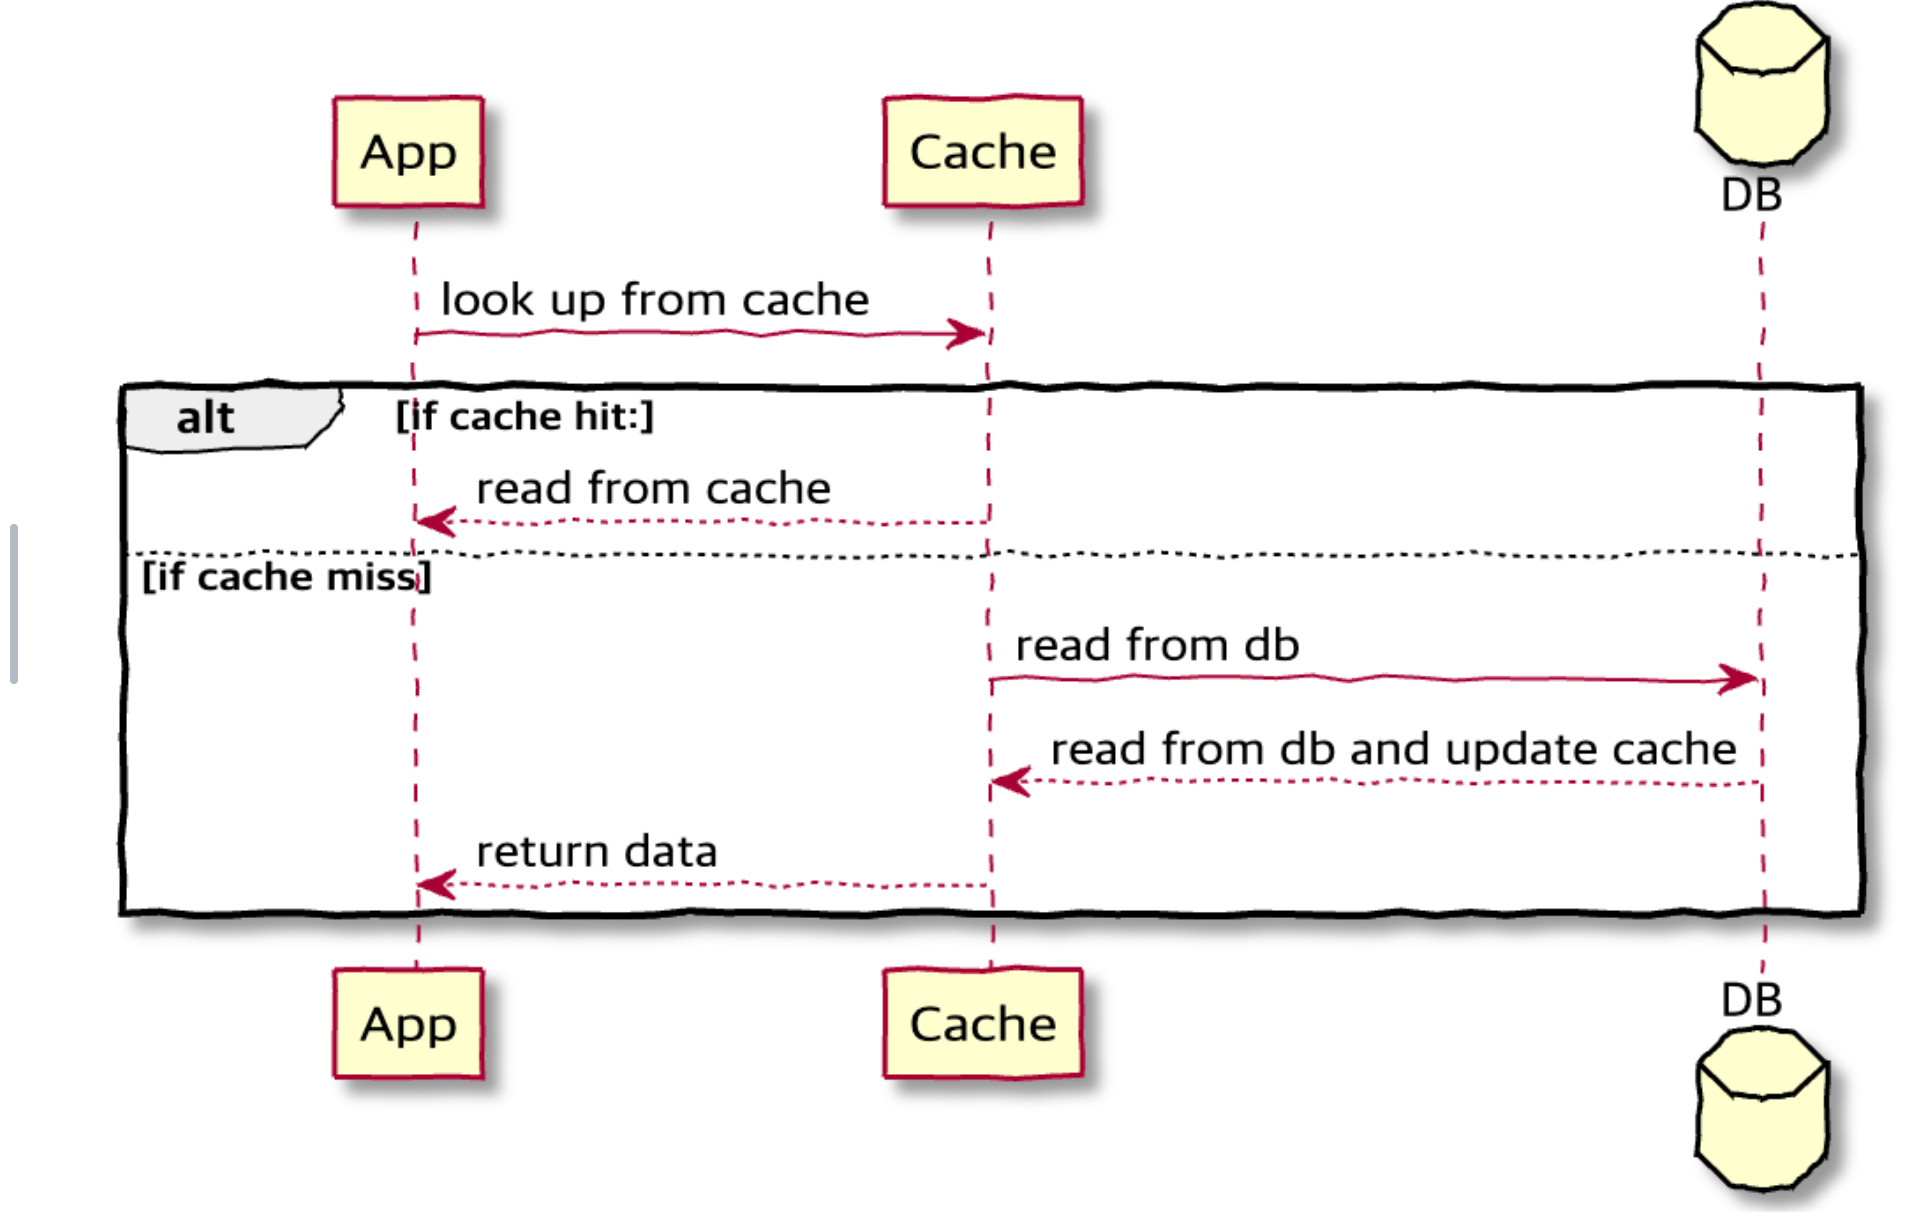 App
Cache
DB
look up from cache
alt
[if cache hit:]
read from cache
[if cache miss]
read from db
read from db and update cache
return data
App
Cache
DB